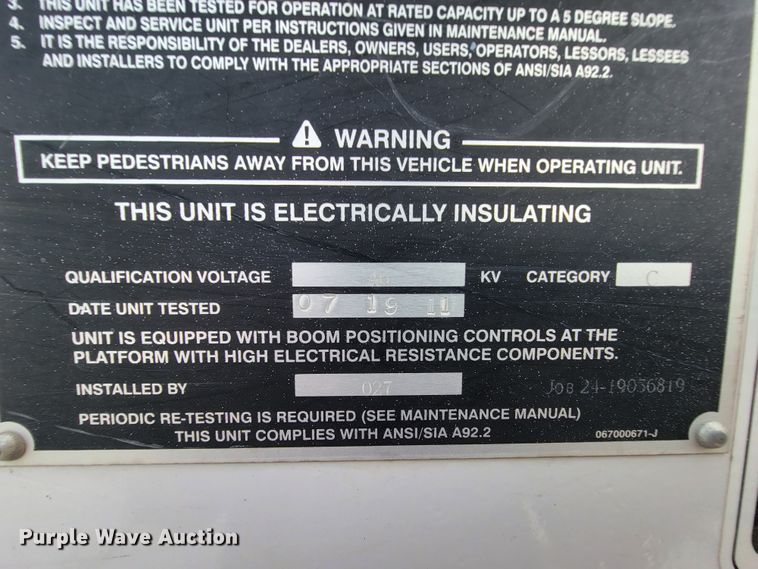 3. THIS UNIT HAS BEEN TESTED FOR OPERATION AT RATED CAPACITY UP TO A 5 DEGREE SLOPE.
4. INSPECT AND SERVICE UNIT PER INSTRUCTIONS GIVEN IN MAINTENANCE MANUAL.
5. IT IS THE RESPONSIBILITY OF THE DEALERS, OWNERS, USERS, OPERATORS, LESSORS, LESSEES
AND INSTALLERS TO COMPLY WITH THE APPROPRIATE SECTIONS OF ANSI/SIA A92.2.
WARNING
KEEP PEDESTRIANS AWAY FROM THIS VEHICLE WHEN OPERATING UNIT.
THIS UNIT IS ELECTRICALLY INSULATING
QUALIFICATION VOLTAGE 46 KV CATEGORY C
DATE UNIT TESTED 07 19 11
UNIT IS EQUIPPED WITH BOOM POSITIONING CONTROLS AT THE
PLATFORM WITH HIGH ELECTRICAL RESISTANCE COMPONENTS.
INSTALLED BY 027 JOB 24-19036819
PERIODIC RE-TESTING IS REQUIRED (SEE MAINTENANCE MANUAL)
THIS UNIT COMPLIES WITH ANSI/SIA A92.2 067000671-J
Purple Wave Auction